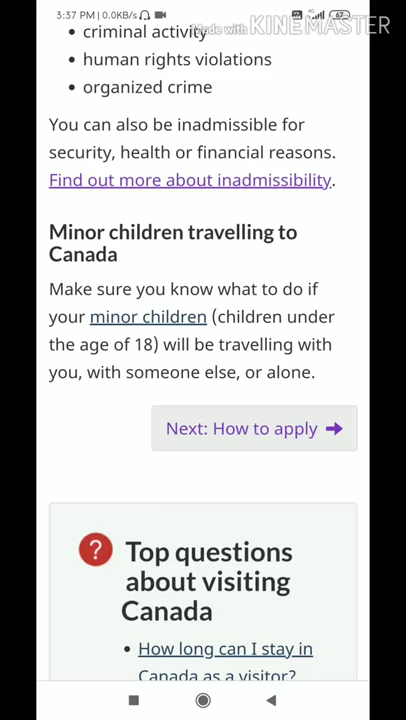 3:37 PM | 0.0KB/s
4G 67
Made with KINEMASTER
• criminal activity
• human rights violations
• organized crime
You can also be inadmissible for
security, health or financial reasons.
Find out more about inadmissibility.
Minor children travelling to
Canada
Make sure you know what to do if
your minor children (children under
the age of 18) will be travelling with
you, with someone else, or alone.
Next: How to apply
? Top questions
about visiting
Canada
• How long can I stay in
Canada as a visitor?